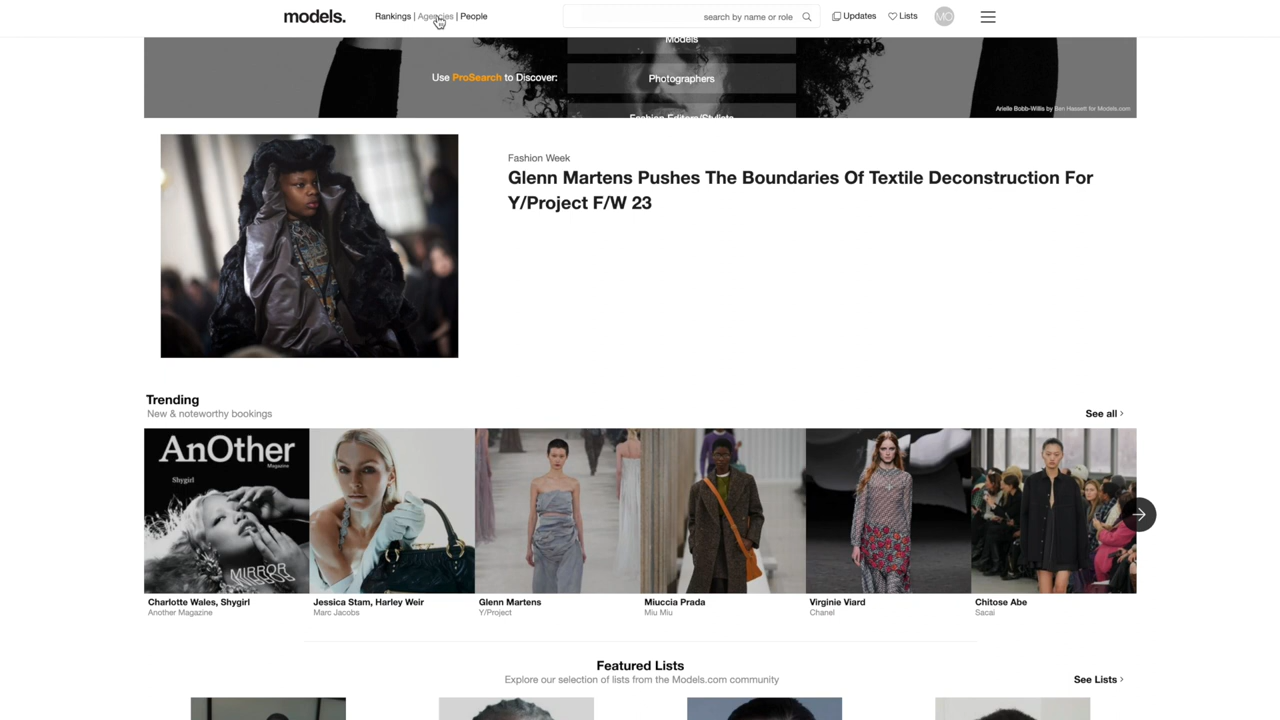 models.
Rankings | Agencies | People
search by name or role
Updates
Lists
MO
Models
Use ProSearch to Discover:
Photographers
Fashion Editors/Stylists
Arielle Bobb-Willis by Ben Hassett for Models.com
Fashion Week
Glenn Martens Pushes The Boundaries Of Textile Deconstruction For
Y/Project F/W 23
Trending
New & noteworthy bookings
See all >
AnOther
Magazine
Shygirl
MIRROR
Charlotte Wales, Shygirl
Another Magazine
Jessica Stam, Harley Weir
Marc Jacobs
Glenn Martens
Y/Project
Miuccia Prada
Miu Miu
Virginie Viard
Chanel
Chitose Abe
Sacai
Featured Lists
Explore our selection of lists from the Models.com community
See Lists >